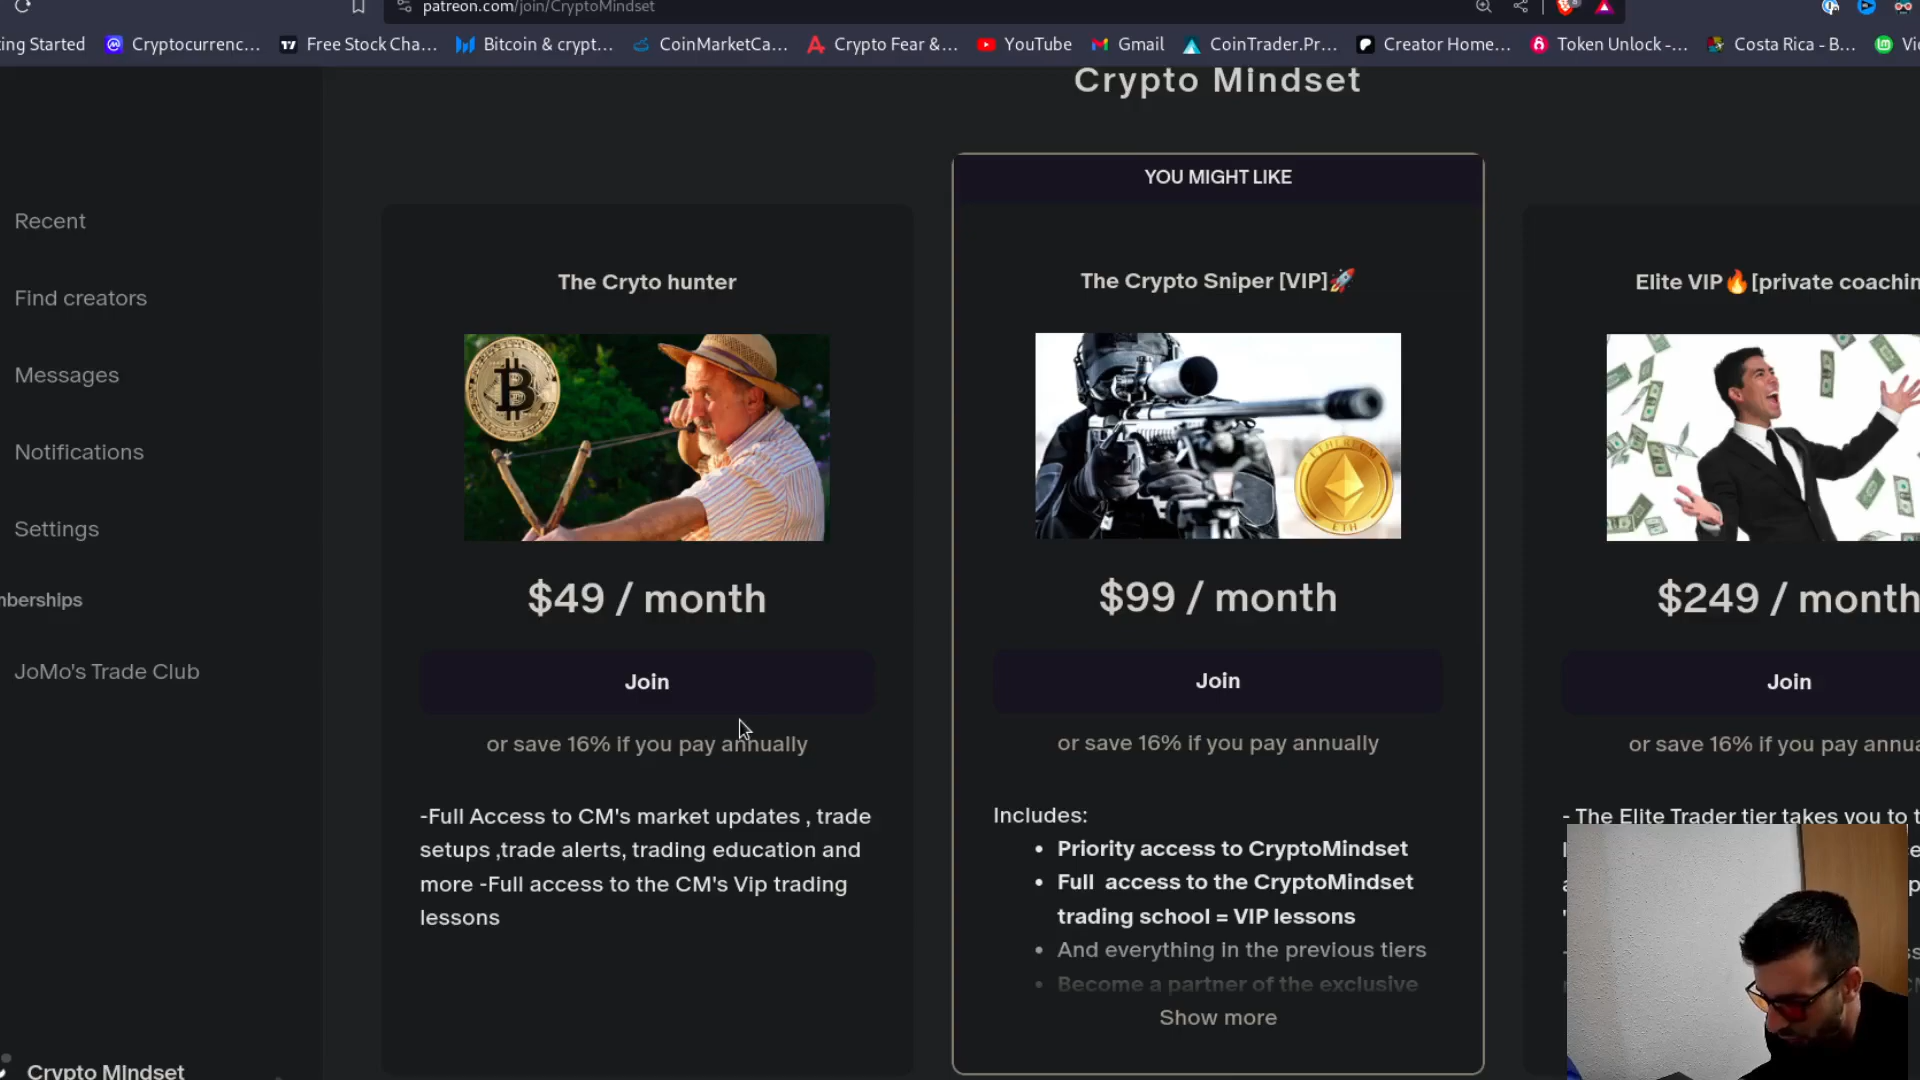 patreon.com/join/CryptoMindset
ing Started
Cryptocurrenc...
Free Stock Cha...
Bitcoin & crypt...
CoinMarketCa...
Crypto Fear &...
YouTube
Gmail
CoinTrader.Pr...
Creator Home...
Token Unlock -...
Costa Rica - B...
Crypto Mindset
Recent
Find creators
Messages
Notifications
Settings
mberships
JoMo's Trade Club
Crypto Mindset
The Cryto hunter
$49 / month
Join
or save 16% if you pay annually
-Full Access to CM's market updates , trade
setups ,trade alerts, trading education and
more -Full access to the CM's Vip trading
lessons
YOU MIGHT LIKE
The Crypto Sniper [VIP]🚀
ETHEREUM
ETH
$99 / month
Join
or save 16% if you pay annually
Includes:
• Priority access to CryptoMindset
• Full access to the CryptoMindset
trading school = VIP lessons
• And everything in the previous tiers
• Become a partner of the exclusive
Show more
Elite VIP🔥[private coachin
$249 / month
Join
or save 16% if you pay annua
- The Elite Trader tier takes you to t